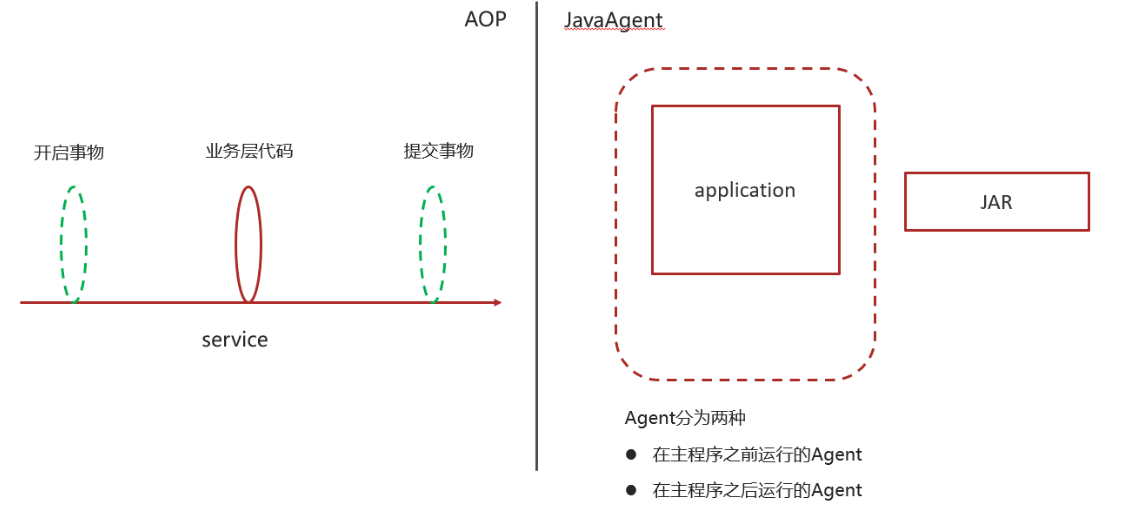 AOP
开启事物
业务层代码
提交事物
service
JavaAgent
application
JAR
Agent分为两种
● 在主程序之前运行的Agent
● 在主程序之后运行的Agent